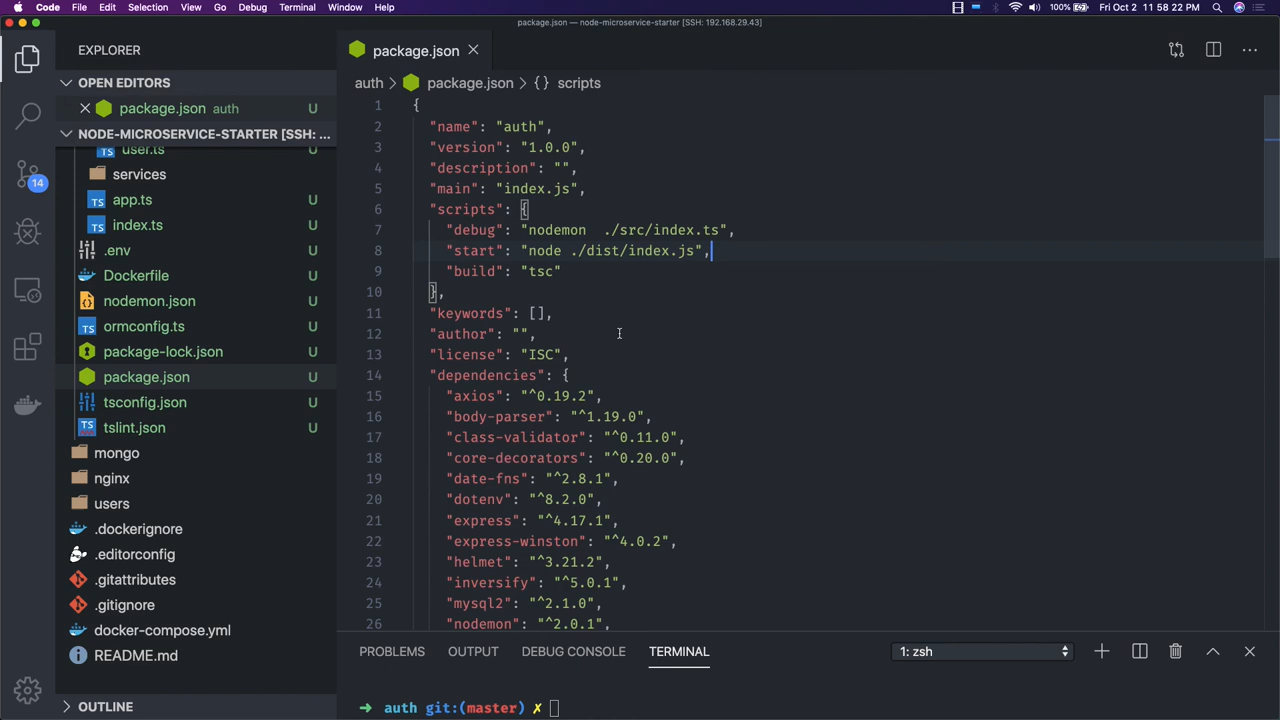 Code File Edit Selection View Go Debug Terminal Window Help 100% Fri Oct 2 11 58 22 PM
package.json — node-microservice-starter [SSH: 192.168.29.43]
EXPLORER
OPEN EDITORS
package.json auth U
NODE-MICROSERVICE-STARTER [SSH: ...
user.ts U
services
app.ts U
index.ts U
.env U
Dockerfile U
nodemon.json U
ormconfig.ts U
package-lock.json U
package.json U
tsconfig.json U
tslint.json U
mongo
nginx
users
.dockerignore
.editorconfig
.gitattributes
.gitignore
docker-compose.yml
README.md
OUTLINE
14
package.json
auth > package.json > {} scripts
1 {
2 "name": "auth",
3 "version": "1.0.0",
4 "description": "",
5 "main": "index.js",
6 "scripts": {
7 "debug": "nodemon  ./src/index.ts",
8 "start": "node ./dist/index.js",
9 "build": "tsc"
10 },
11 "keywords": [],
12 "author": "",
13 "license": "ISC",
14 "dependencies": {
15 "axios": "^0.19.2",
16 "body-parser": "^1.19.0",
17 "class-validator": "^0.11.0",
18 "core-decorators": "^0.20.0",
19 "date-fns": "^2.8.1",
20 "dotenv": "^8.2.0",
21 "express": "^4.17.1",
22 "express-winston": "^4.0.2",
23 "helmet": "^3.21.2",
24 "inversify": "^5.0.1",
25 "mysql2": "^2.1.0",
26 "nodemon": "^2.0.1",
PROBLEMS OUTPUT DEBUG CONSOLE TERMINAL 1: zsh
➜ auth git:(master) ✗